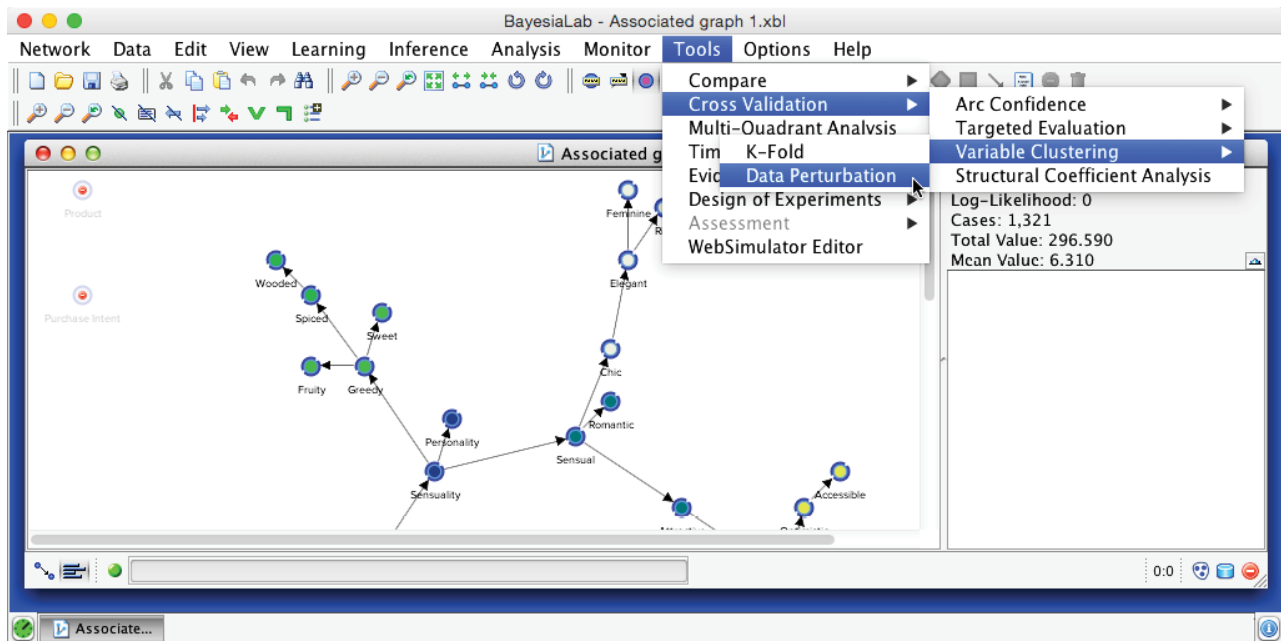 BayesiaLab - Associated graph 1.xbl
Network Data Edit View Learning Inference Analysis Monitor Tools Options Help
Compare
Cross Validation
Multi-Quadrant Analysis
Tim
Evid
Design of Experiments
Assessment
WebSimulator Editor
K-Fold
Data Perturbation
Arc Confidence
Targeted Evaluation
Variable Clustering
Structural Coefficient Analysis
Associated g
Log-Likelihood: 0
Cases: 1,321
Total Value: 296.590
Mean Value: 6.310
Product
Purchase Intent
Feminine
R
Elegant
Wooded
Spiced
Sweet
Fruity
Greedy
Chic
Romantic
Personality
Sensual
Sensuality
Accessible
0:0
Associate...